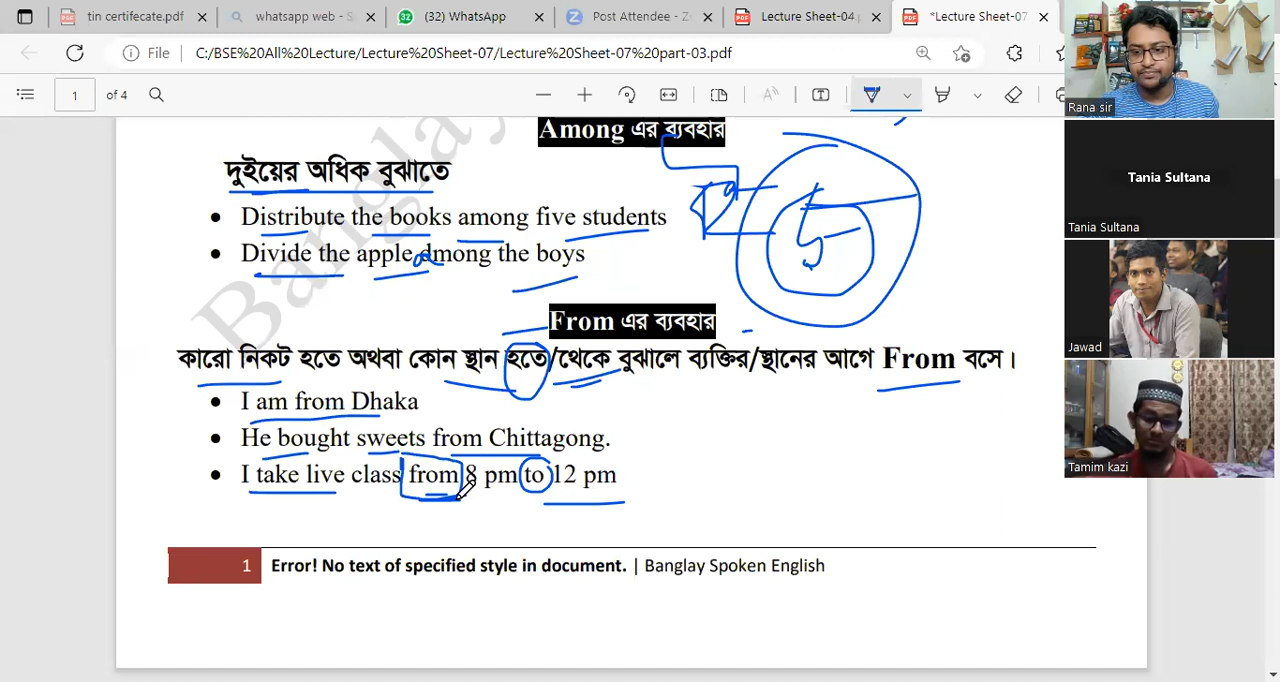 tin certifecate.pdf
whatsapp web - S
(32) WhatsApp
Post Attendee - Z
Lecture Sheet-04.
*Lecture Sheet-07
File
C:/BSE%20All%20Lecture/Lecture%20Sheet-07/Lecture%20Sheet-07%20part-03.pdf
1 of 4
Rana sir
Among এর ব্যবহার
দুইয়ের অধিক বুঝাতে
• Distribute the books among five students
• Divide the apple among the boys
5
From এর ব্যবহার
কারো নিকট হতে অথবা কোন স্থান হতে/থেকে বুঝালে ব্যক্তির/স্থানের আগে From বসে।
• I am from Dhaka
• He bought sweets from Chittagong.
• I take live class from 8 pm to 12 pm
1 Error! No text of specified style in document. | Banglay Spoken English
Banglay
Tania Sultana
Tania Sultana
Jawad
Tamim kazi